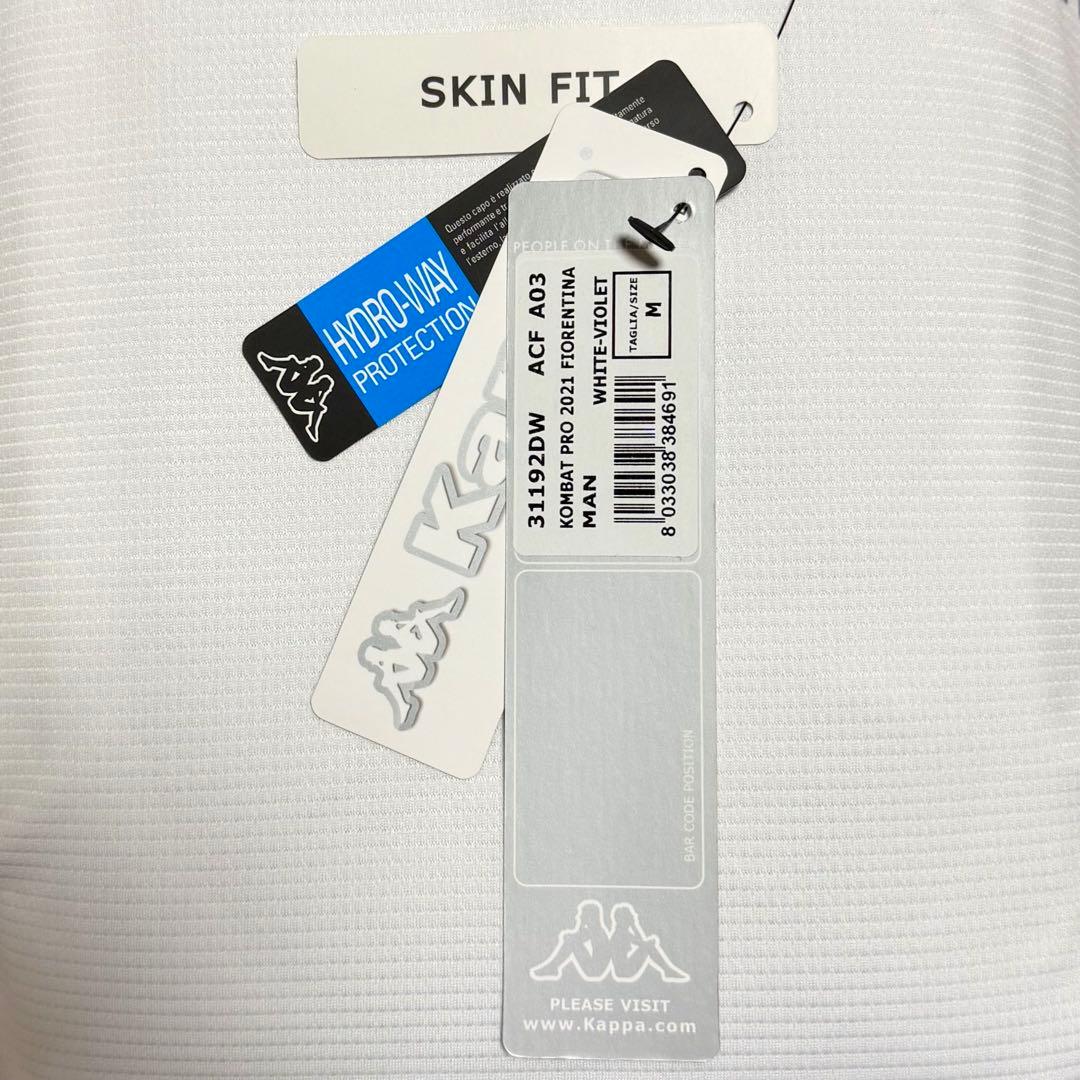 SKIN FIT
Questo capo è realizzato
performante e
e facilita l'all
l'esterno,
HYDRO-WAY
PROTECTION
PEOPLE ON
31192DW ACF A03
KOMBAT PRO 2021 FIORENTINA
WHITE-VIOLET
MAN
TAGLIA/SIZE
M
8 033038 384691
BAR CODE POSITION
PLEASE VISIT
www.Kappa.com